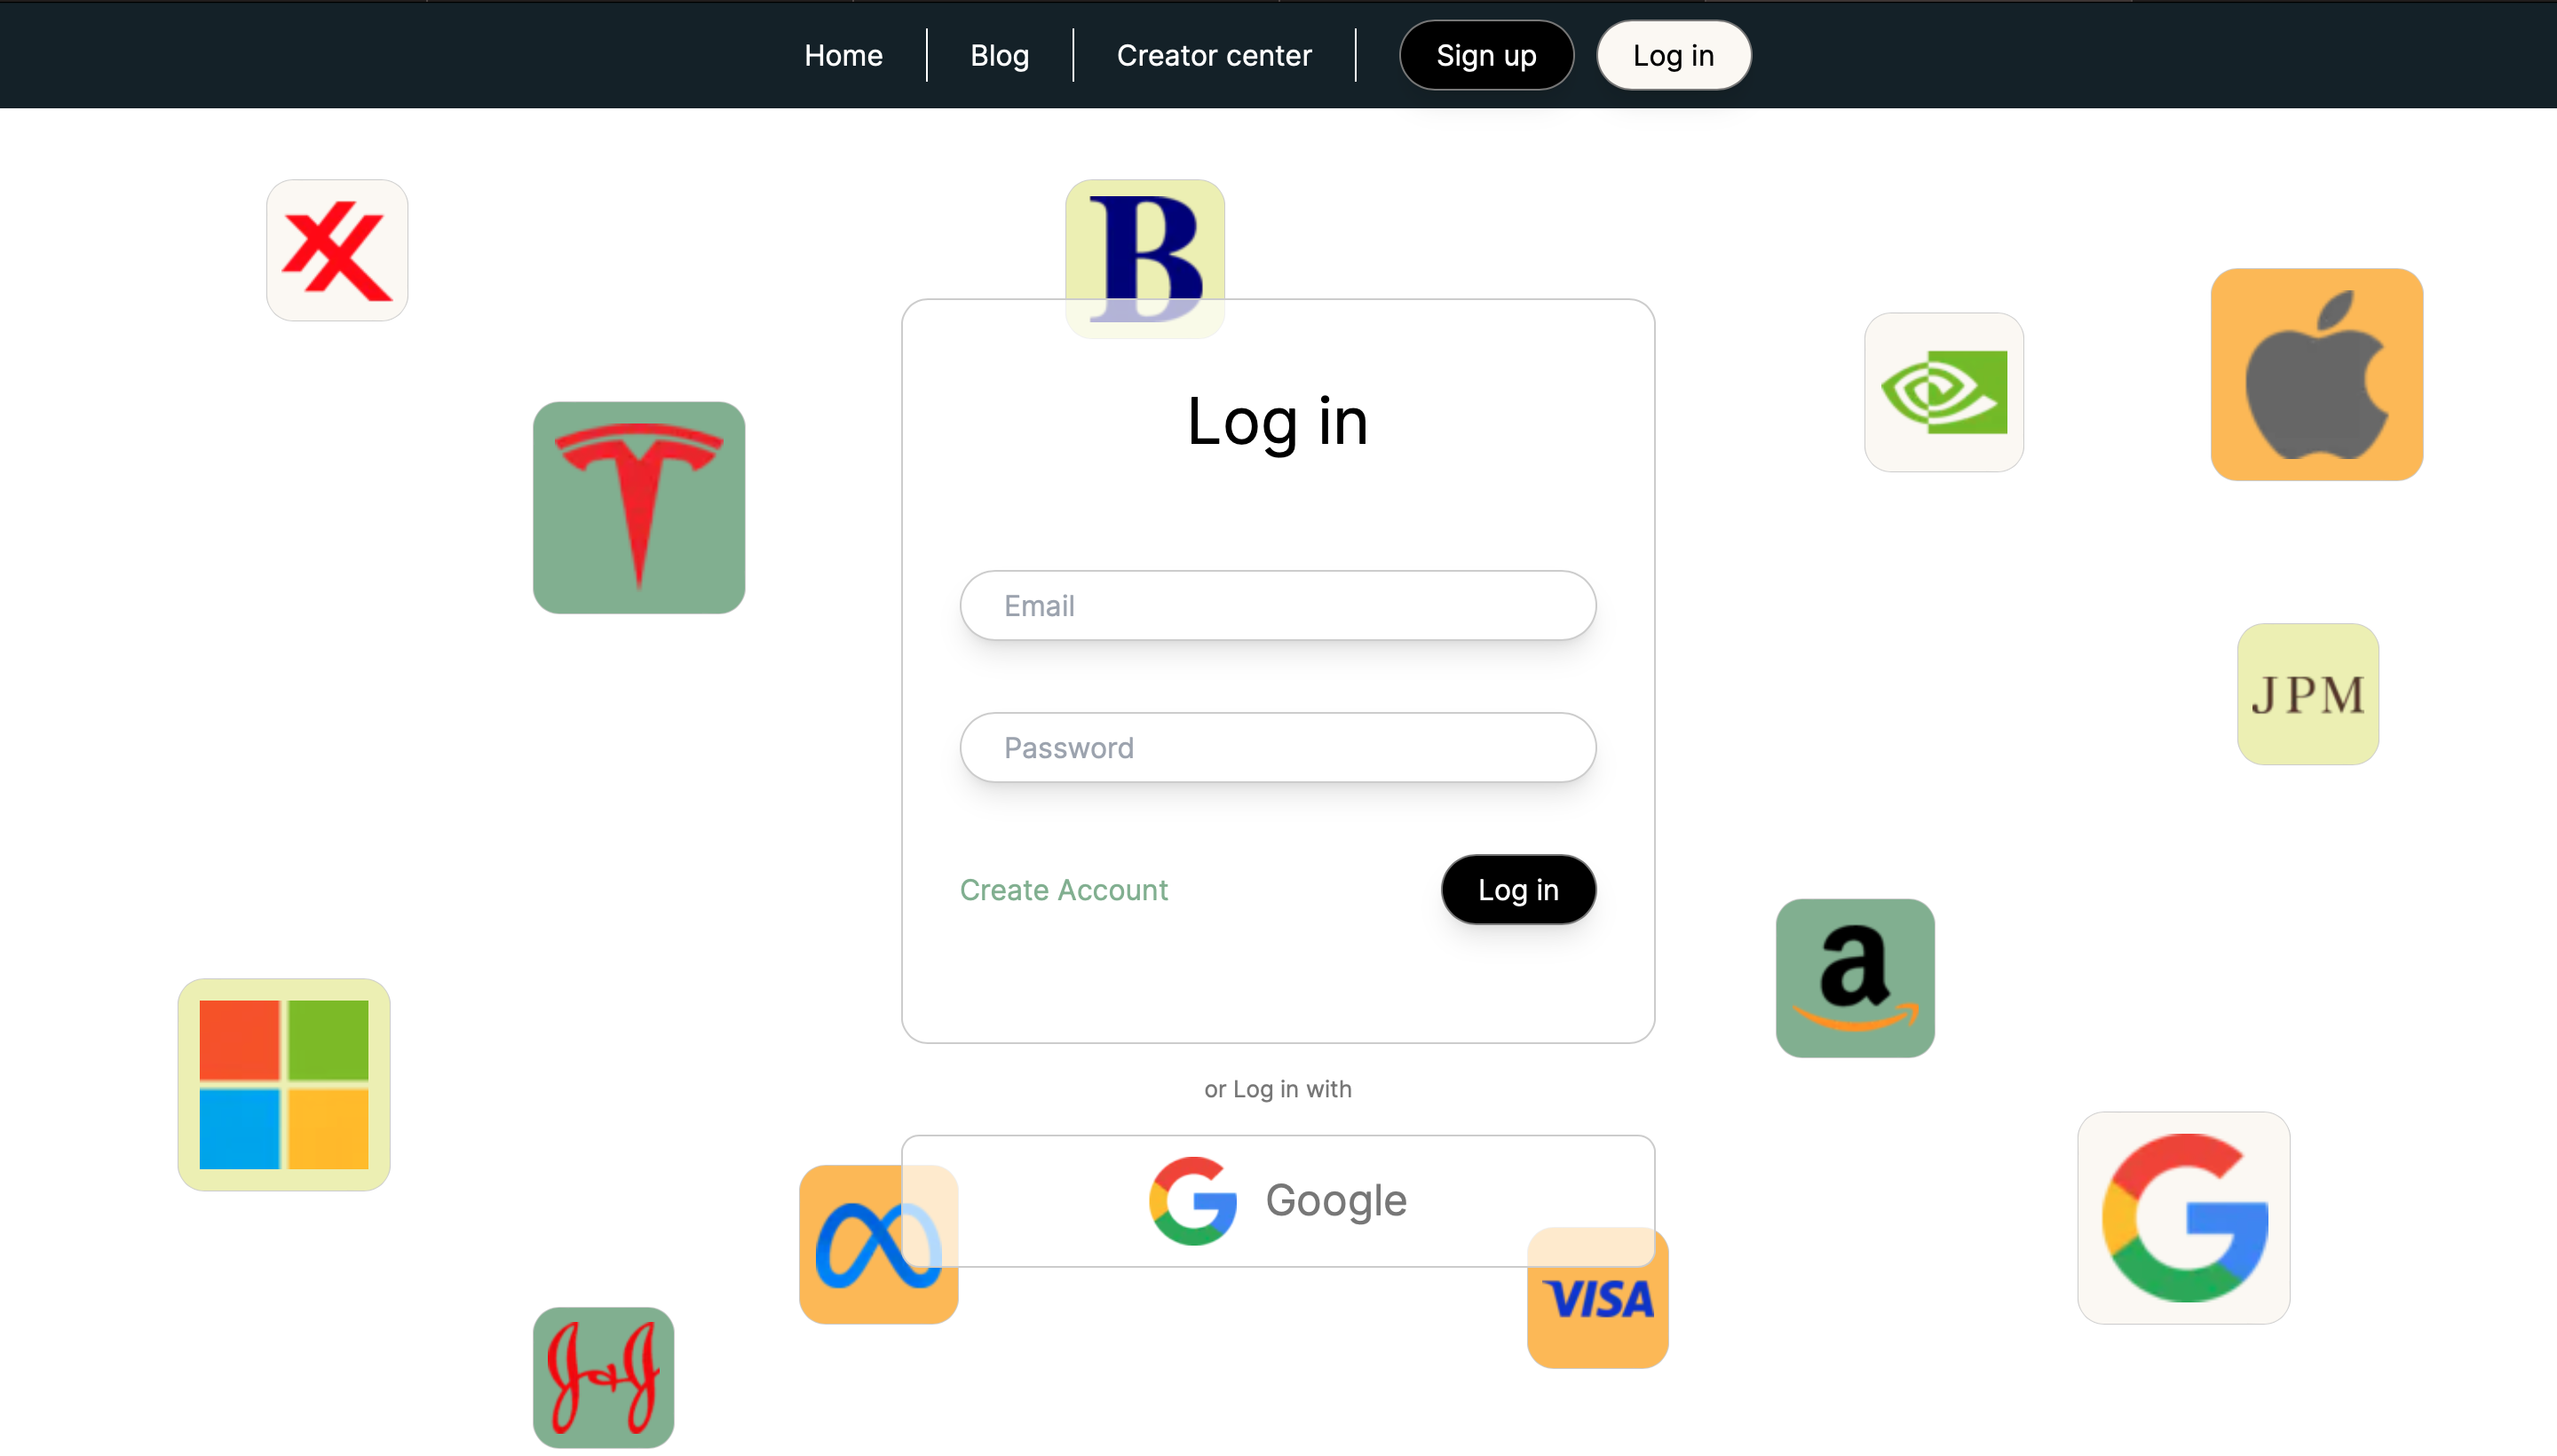 Home Blog Creator center Sign up Log in
B
Log in
Email
JPM
Password
Create Account Log in
a
or Log in with
Google
VISA
J&J